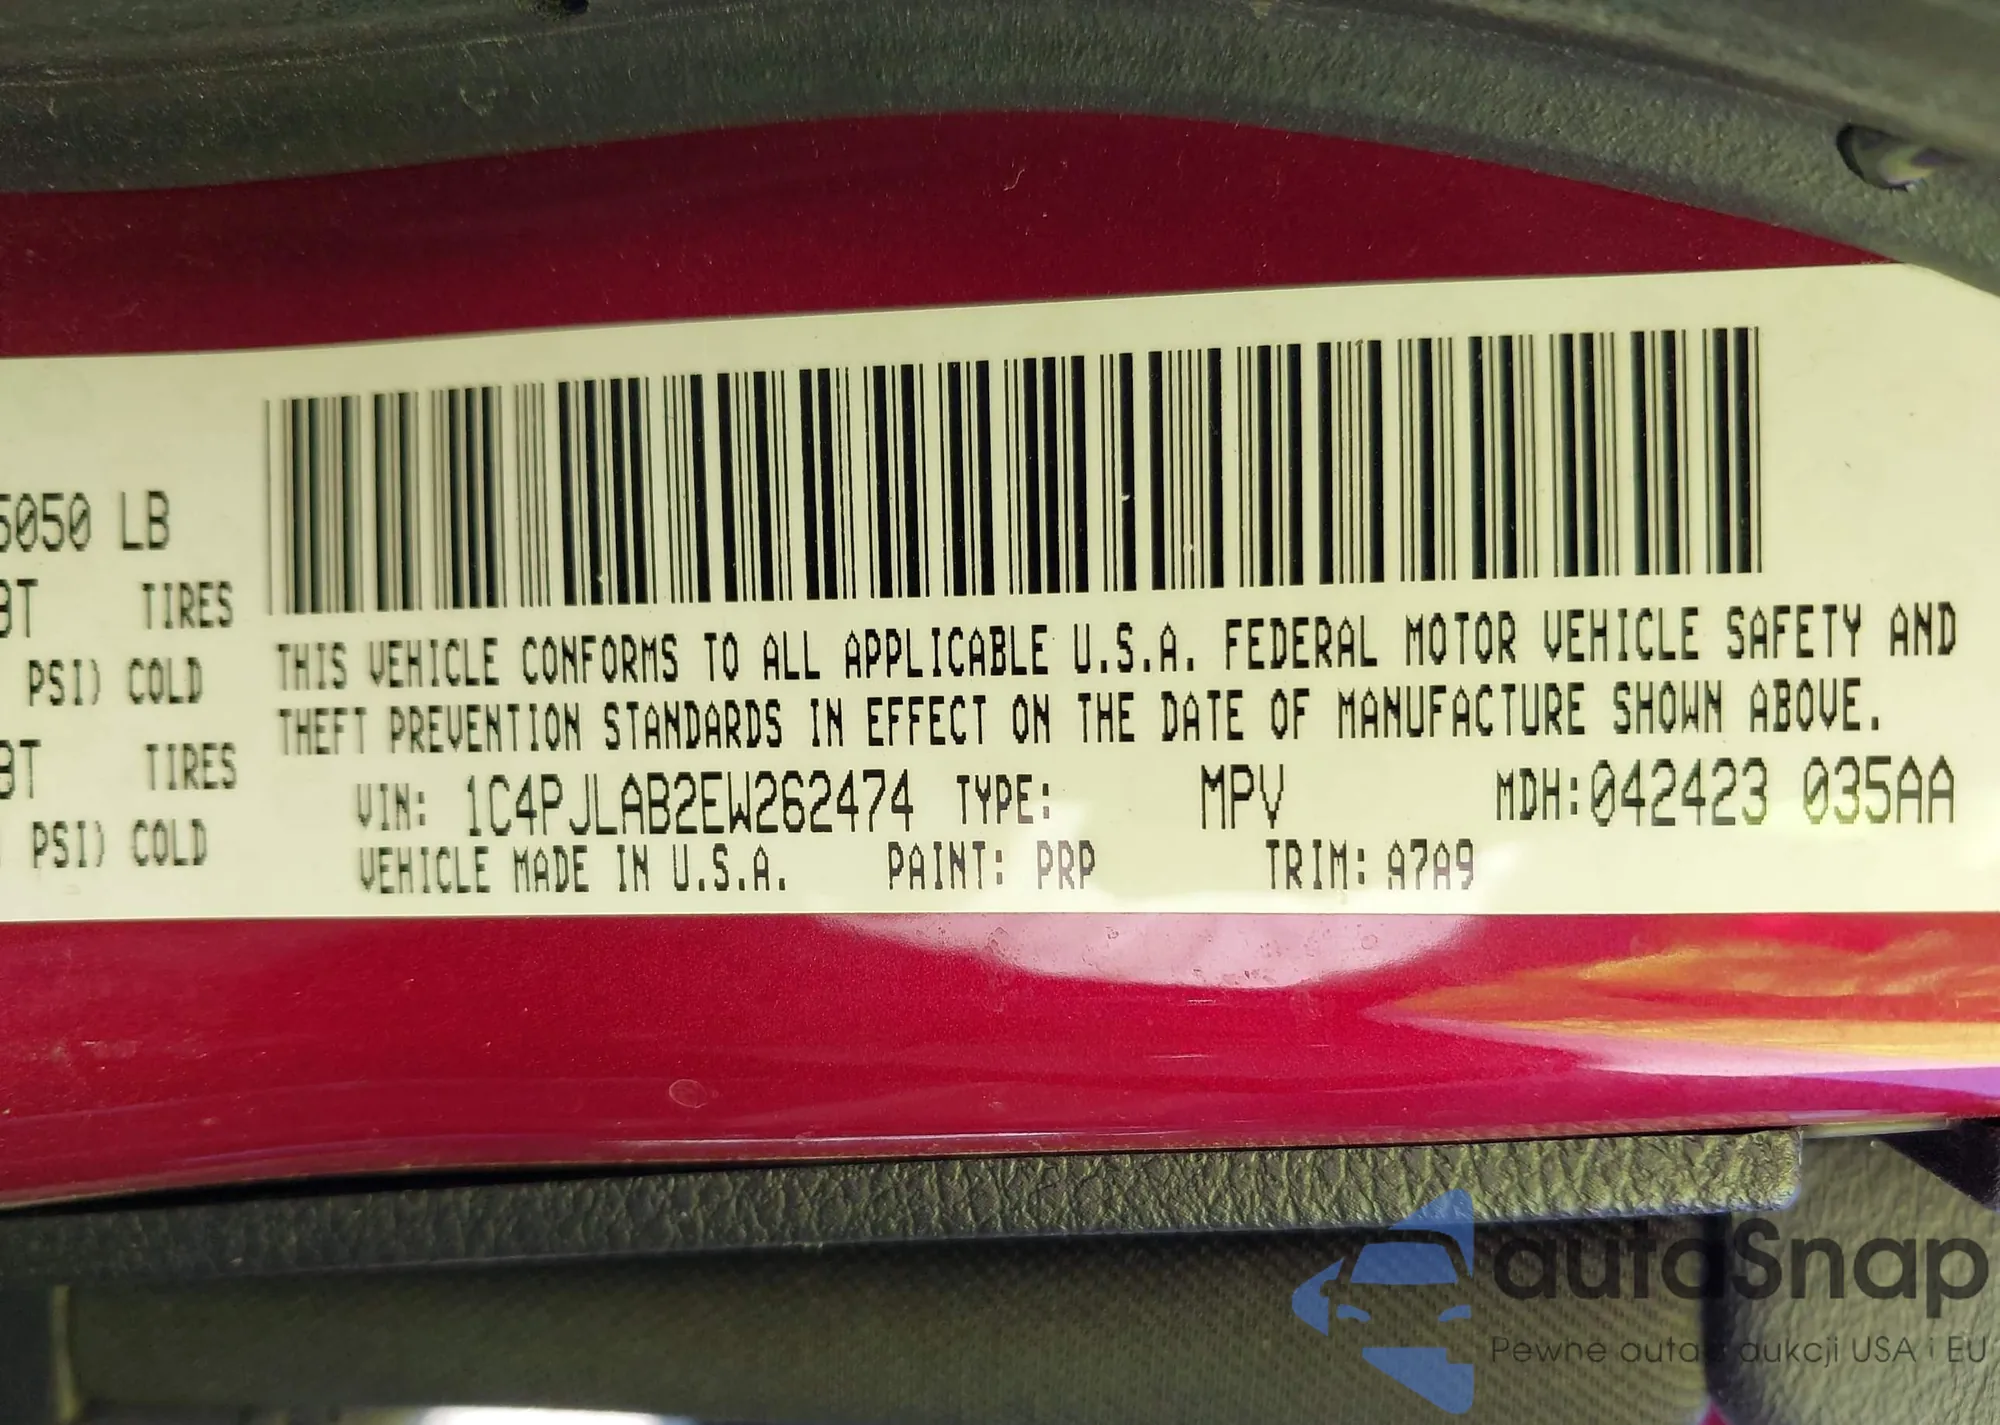 5050 LB
BT TIRES
PSI) COLD
BT TIRES
PSI) COLD
THIS VEHICLE CONFORMS TO ALL APPLICABLE U.S.A. FEDERAL MOTOR VEHICLE SAFETY AND
THEFT PREVENTION STANDARDS IN EFFECT ON THE DATE OF MANUFACTURE SHOWN ABOVE.
VIN: 1C4PJLAB2EW262474 TYPE: MPV MDH:042423 035AA
VEHICLE MADE IN U.S.A. PAINT: PRP TRIM: A7A9
autoSnap
Pewne auta z aukcji USA i EU